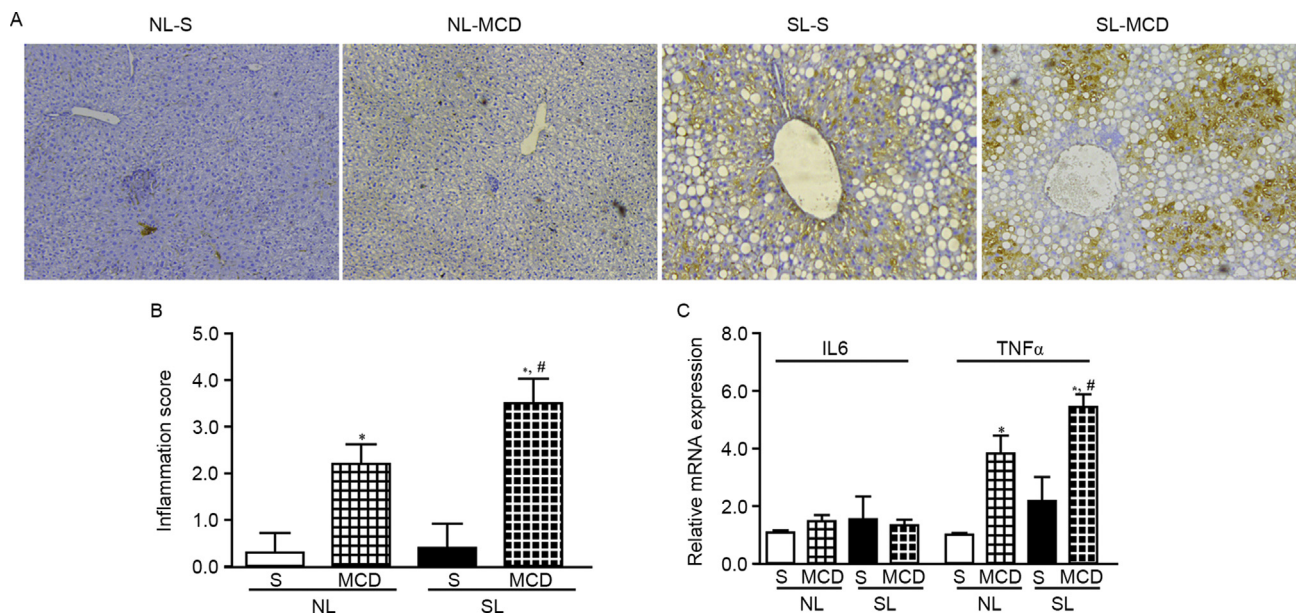 A
NL-S NL-MCD SL-S SL-MCD
B
Inflammation score
5.0
4.0
3.0
2.0
1.0
0.0
*
*, #
S MCD S MCD
NL SL
C
Relative mRNA expression
8.0
6.0
4.0
2.0
0.0
IL6 TNFα
*
*, #
S MCD S MCD S MCD S MCD
NL SL NL SL